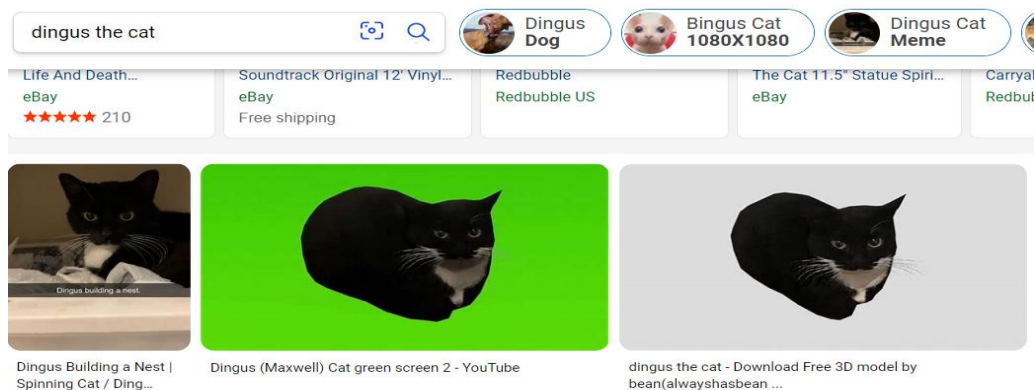 dingus the cat
Dingus
Dog
Bingus Cat
1080X1080
Dingus Cat
Meme
Life And Death...
eBay
210
Soundtrack Original 12' Vinyl...
eBay
Free shipping
Redbubble
Redbubble US
The Cat 11.5" Statue Spiri...
eBay
Carryal
Redbub
Dingus building a nest.
Dingus Building a Nest |
Spinning Cat / Ding...
Dingus (Maxwell) Cat green screen 2 - YouTube
dingus the cat - Download Free 3D model by
bean(alwayshasbean ...